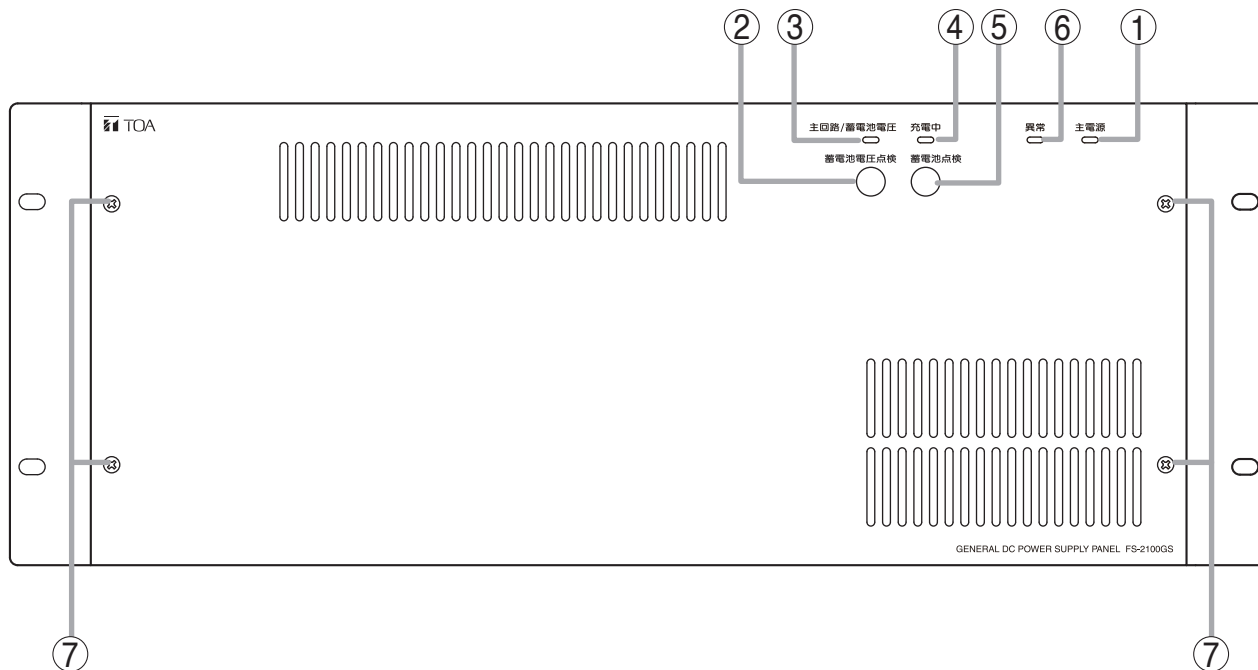 ② ③ ④ ⑤ ⑥ ①
TOA
主回路/蓄電池電圧 充電中 異常 主電源
蓄電池電圧点検 蓄電池点検
GENERAL DC POWER SUPPLY PANEL FS-2100GS
⑦ ⑦